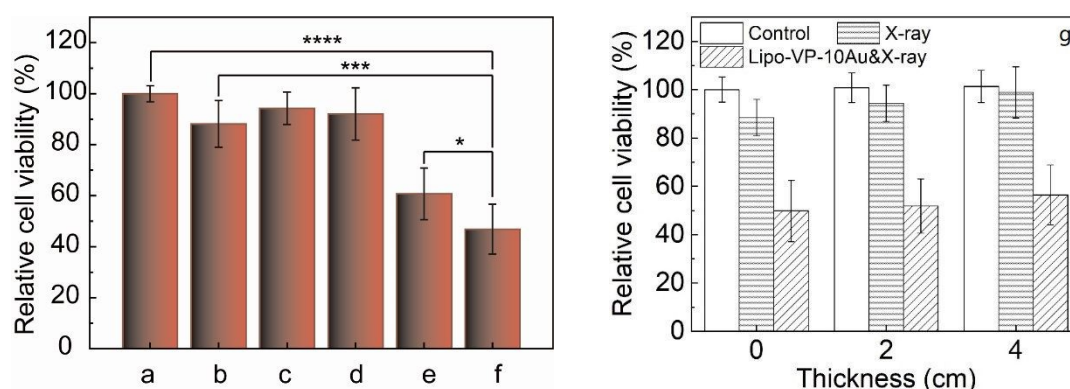 Relative cell viability (%)
120
100
80
60
40
20
0
****
***
*
a b c d e f
Relative cell viability (%)
120
100
80
60
40
20
0
Control X-ray
Lipo-VP-10Au&X-ray
g
0 2 4
Thickness (cm)